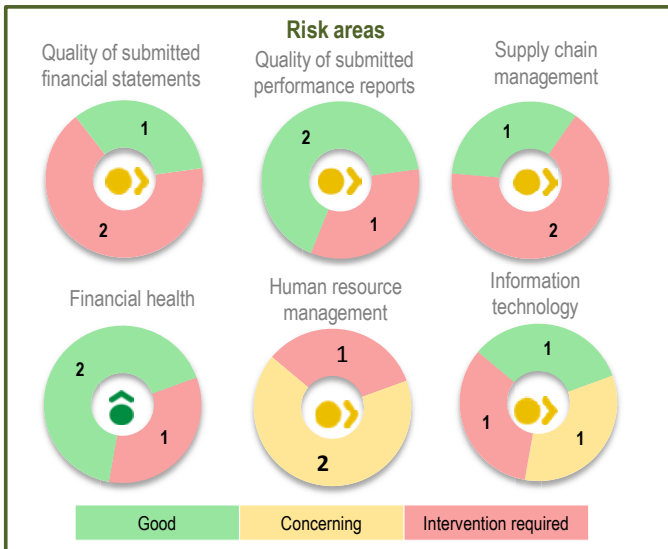 Risk areas
Quality of submitted
financial statements
1
2
Quality of submitted
performance reports
2
1
Supply chain
management
1
2
Financial health
2
1
Human resource
management
1
2
Information
technology
1
1
1
Good
Concerning
Intervention required